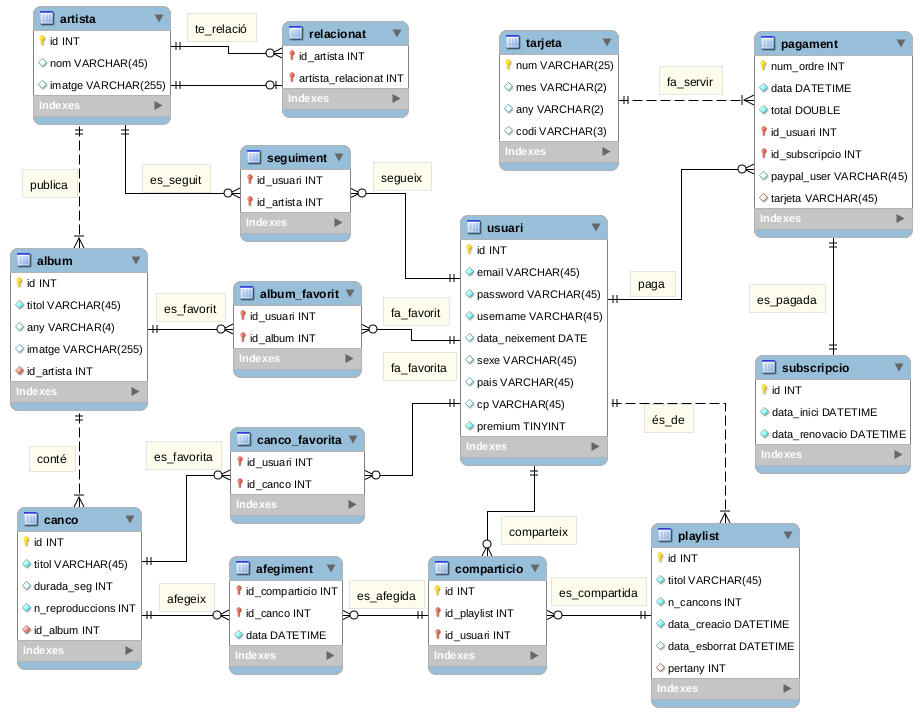 artista
id INT
nom VARCHAR(45)
imatge VARCHAR(255)
Indexes
te_relació
relacionat
id_artista INT
artista_relacionat INT
Indexes
tarjeta
num VARCHAR(25)
mes VARCHAR(2)
any VARCHAR(2)
codi VARCHAR(3)
Indexes
fa_servir
pagament
num_ordre INT
data DATETIME
total DOUBLE
id_usuari INT
id_subscripcio INT
paypal_user VARCHAR(45)
tarjeta VARCHAR(45)
Indexes
publica
es_seguit
seguiment
id_usuari INT
id_artista INT
Indexes
segueix
usuari
id INT
email VARCHAR(45)
password VARCHAR(45)
username VARCHAR(45)
data_neixement DATE
sexe VARCHAR(45)
pais VARCHAR(45)
cp VARCHAR(45)
premium TINYINT
Indexes
paga
es_pagada
album
id INT
titol VARCHAR(45)
any VARCHAR(4)
imatge VARCHAR(255)
id_artista INT
Indexes
es_favorit
album_favorit
id_usuari INT
id_album INT
Indexes
fa_favorit
fa_favorita
subscripcio
id INT
data_inici DATETIME
data_renovacio DATETIME
Indexes
conté
es_favorita
canco_favorita
id_usuari INT
id_canco INT
Indexes
és_de
canco
id INT
titol VARCHAR(45)
durada_seg INT
n_reproduccions INT
id_album INT
Indexes
afegeix
afegiment
id_comparticio INT
id_canco INT
data DATETIME
Indexes
es_afegida
comparteix
comparticio
id INT
id_playlist INT
id_usuari INT
Indexes
es_compartida
playlist
id INT
titol VARCHAR(45)
n_cancons INT
data_creacio DATETIME
data_esborrat DATETIME
pertany INT
Indexes